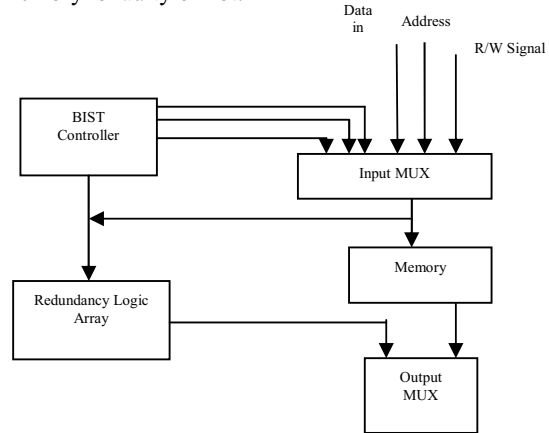 Data
in
Address
R/W Signal
BIST
Controller
Input MUX
Memory
Redundancy Logic
Array
Output
MUX